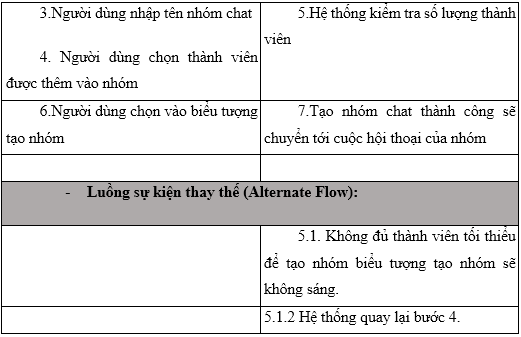 3.Người dùng nhập tên nhóm chat
4. Người dùng chọn thành viên
được thêm vào nhóm
5.Hệ thống kiểm tra số lượng thành
viên
6.Người dùng chọn vào biểu tượng
tạo nhóm
7.Tạo nhóm chat thành công sẽ
chuyển tới cuộc hội thoại của nhóm
- Luồng sự kiện thay thế (Alternate Flow):
5.1. Không đủ thành viên tối thiểu
để tạo nhóm biểu tượng tạo nhóm sẽ
không sáng.
5.1.2 Hệ thống quay lại bước 4.